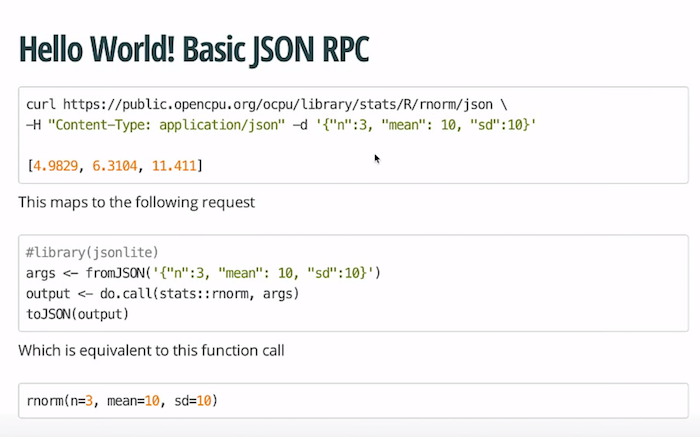 Hello World! Basic JSON RPC
curl https://public.opencpu.org/ocpu/library/stats/R/rnorm/json \
-H "Content-Type: application/json" -d '{"n":3, "mean": 10, "sd":10}'
[4.9829, 6.3104, 11.411]
This maps to the following request
#library(jsonlite)
args <- fromJSON('{"n":3, "mean": 10, "sd":10}')
output <- do.call(stats::rnorm, args)
toJSON(output)
Which is equivalent to this function call
rnorm(n=3, mean=10, sd=10)